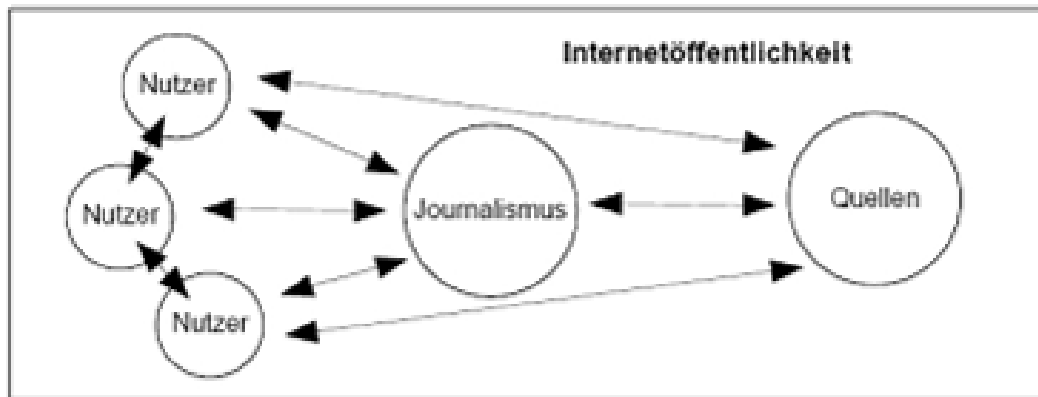 Internetöffentlichkeit
Nutzer
Nutzer
Nutzer
Journalismus
Quellen